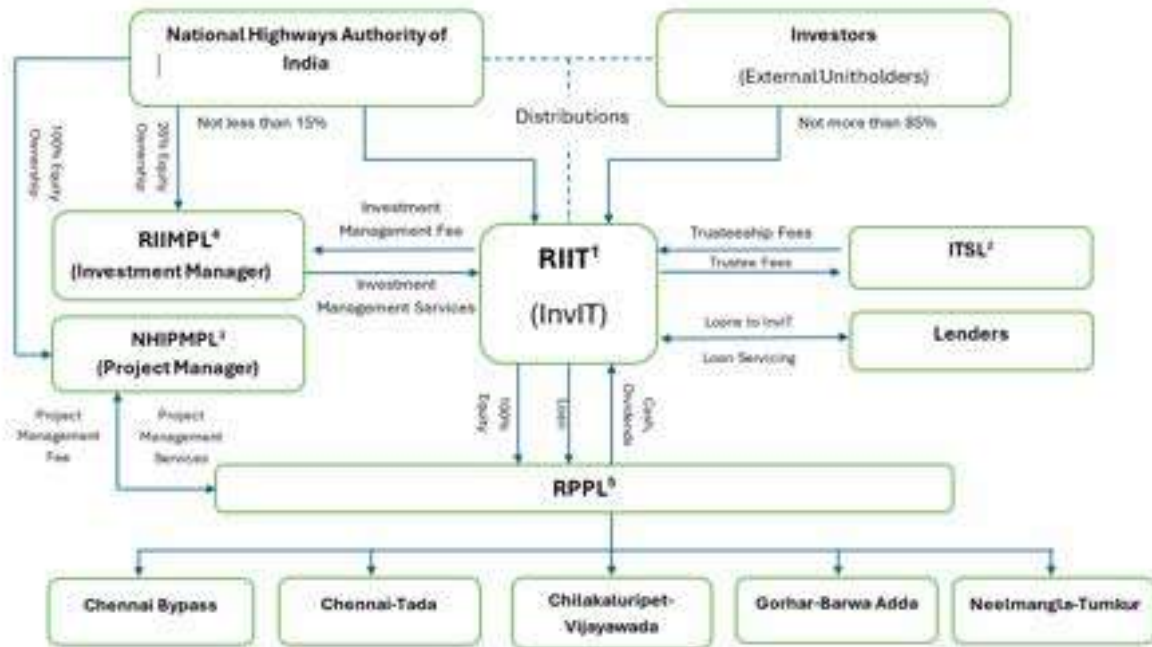 National Highways Authority of
India
Investors
(External Unitholders)
Distributions
Not less than 15%
Not more than 85%
100% Equity
Ownership
Equity
Ownership
RIIMPL⁴
(Investment Manager)
Investment
Management Fee
Investment
Management Services
RIIT¹
(InvIT)
Trusteeship Fees
Trustee Fees
ITSL²
NHIPMPL³
(Project Manager)
Loans to InvIT
Loan Servicing
Lenders
Project
Management
Fee
Project
Management
Services
100%
Equity
Loan
Cash,
Dividends
RPPL⁵
Chennai Bypass
Chennai-Tada
Chilakaluripet-
Vijayawada
Gorhar-Barwa Adda
Neelmangla-Tumkur